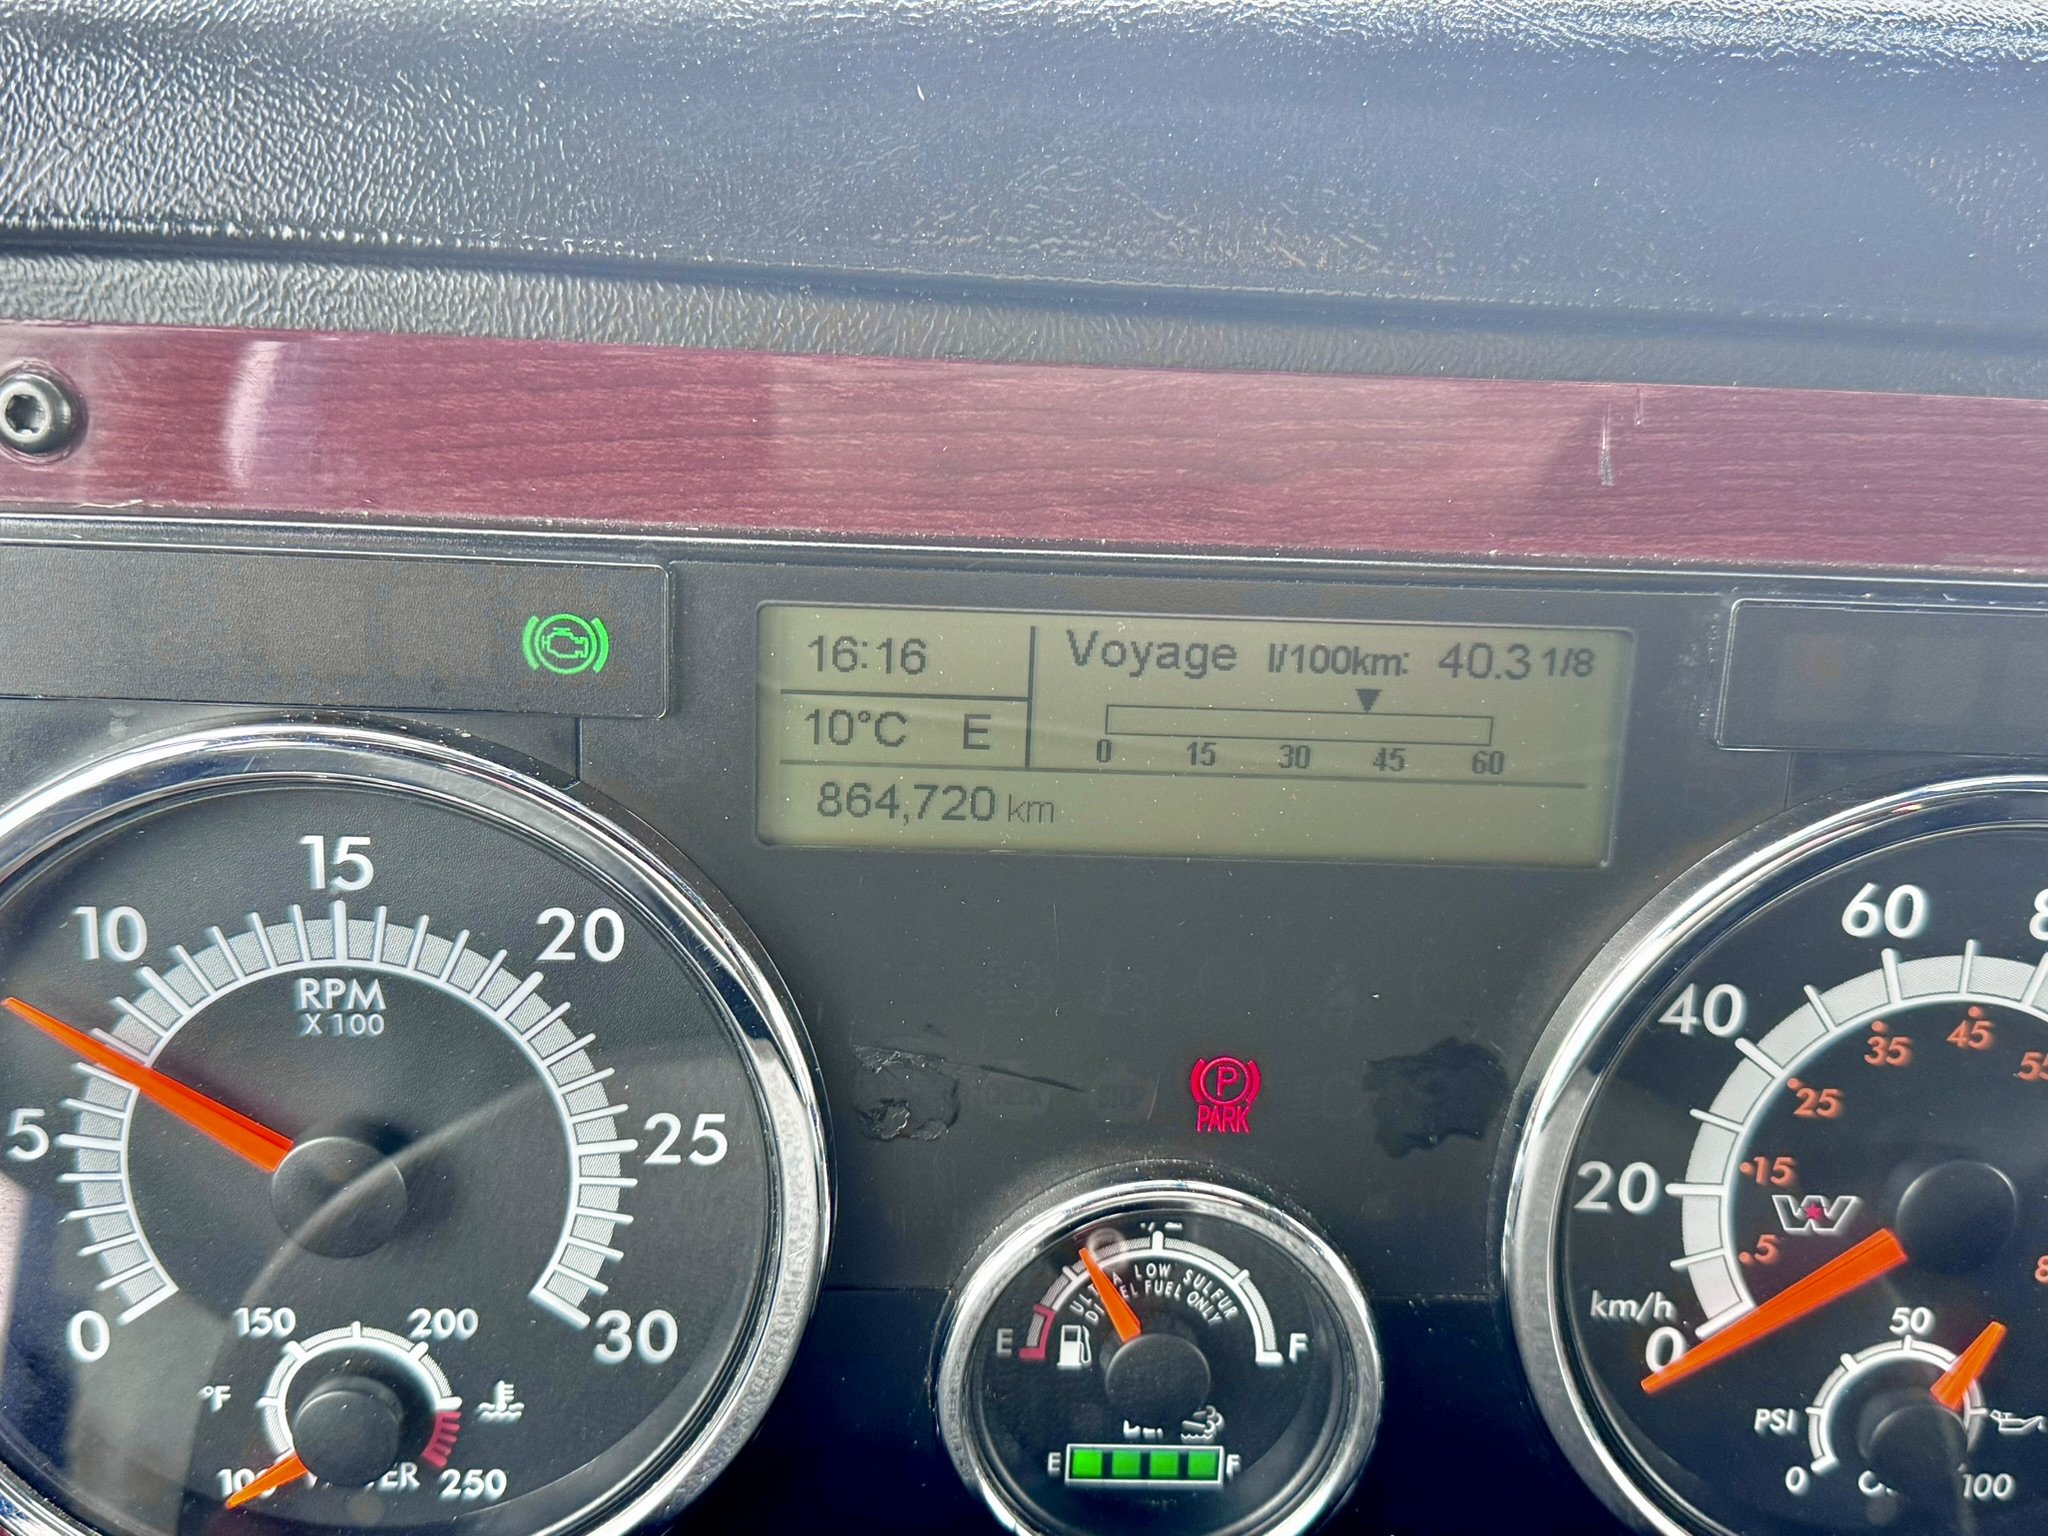 16:16
Voyage l/100km: 40.3 1/8
10°C E
0 15 30 45 60
864,720 km
0 5 10 15 20 25 30
RPM
X 100
150 200
°F
250
PARK
ULTRA LOW SULFUR
DIESEL FUEL ONLY
E F
E F
0 20 40 60
5 15 25 35 45 55
W
km/h
0 50 100
PSI